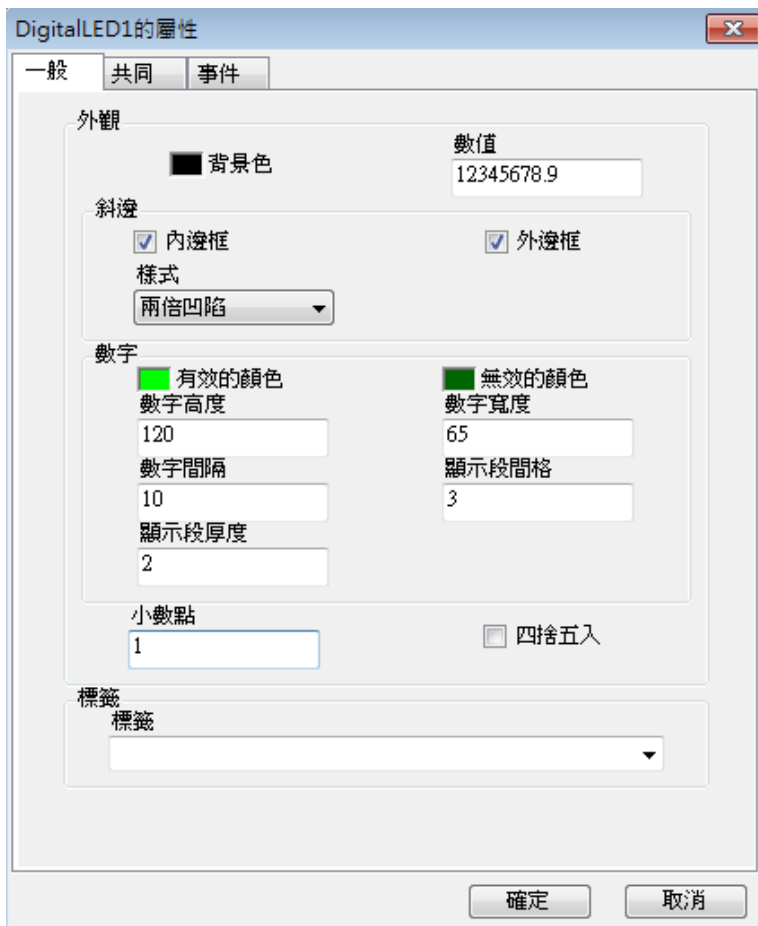 DigitalLED1的屬性
一般 共同 事件
外觀
背景色
數值
12345678.9
斜邊
內邊框 外邊框
樣式
兩倍凹陷
數字
有效的顏色 無效的顏色
數字高度 數字寬度
120 65
數字間隔 顯示段間格
10 3
顯示段厚度
2
小數點
1
四捨五入
標籤
標籤
確定 取消